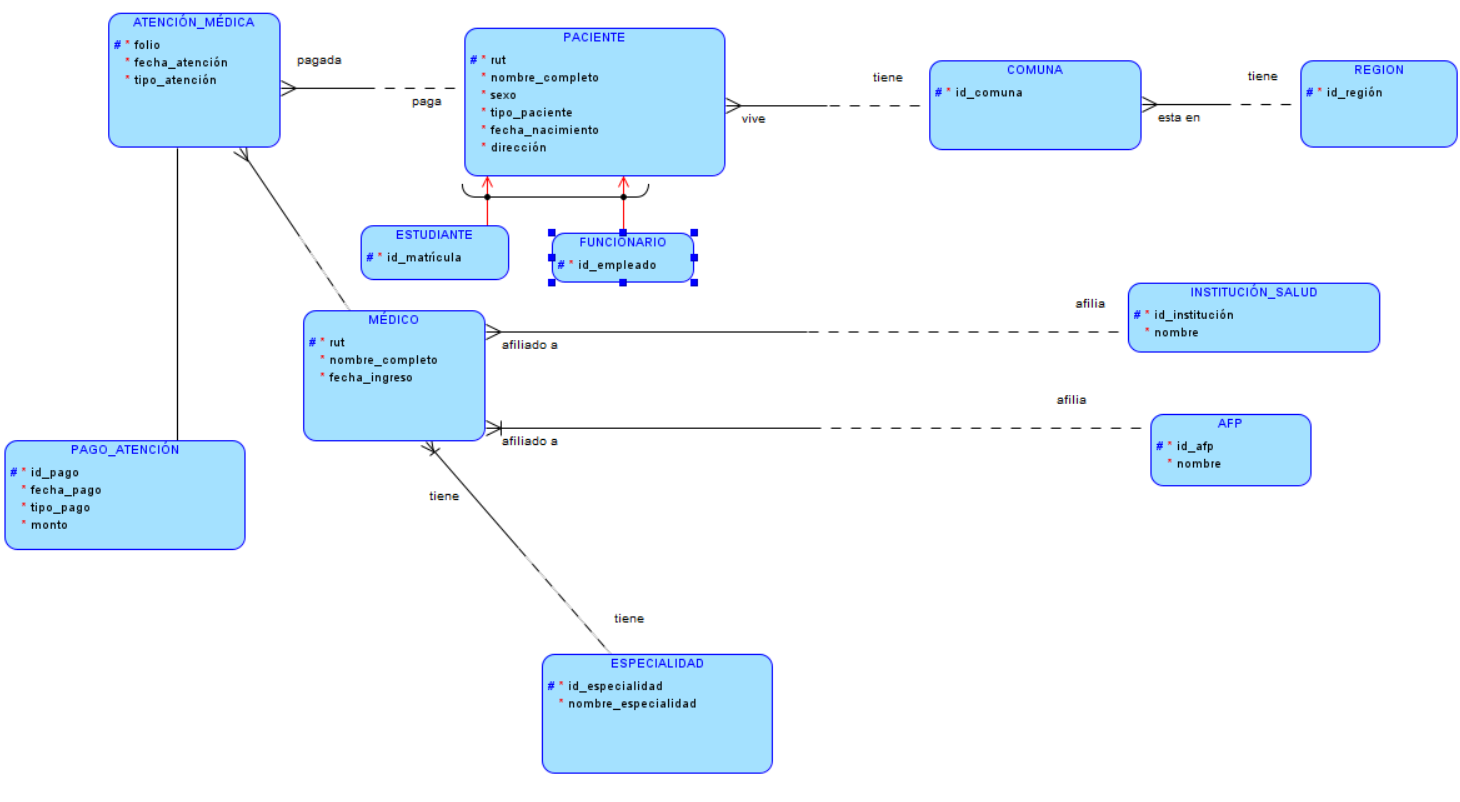 ATENCIÓN_MÉDICA
# * folio
* fecha_atención
* tipo_atención
pagada
paga
PACIENTE
# * rut
* nombre_completo
* sexo
* tipo_paciente
* fecha_nacimiento
* dirección
tiene
vive
COMUNA
# * id_comuna
tiene
esta en
REGION
# * id_región
ESTUDIANTE
# * id_matrícula
FUNCIONARIO
# * id_empleado
MÉDICO
# * rut
* nombre_completo
* fecha_ingreso
afilia
afiliado a
INSTITUCIÓN_SALUD
# * id_institución
* nombre
afilia
afiliado a
AFP
# * id_afp
* nombre
PAGO_ATENCIÓN
# * id_pago
* fecha_pago
* tipo_pago
* monto
tiene
tiene
ESPECIALIDAD
# * id_especialidad
* nombre_especialidad